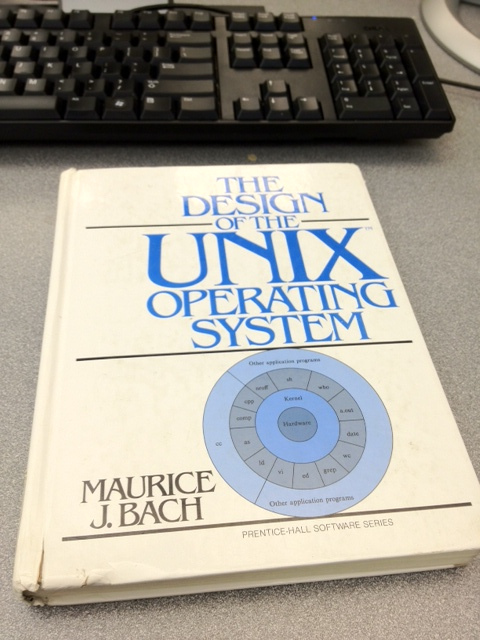 THE
DESIGN
OF THE
UNIX™
OPERATING
SYSTEM
Other application programs
nroff
sh
who
cpp
Kernel
a.out
comp
Hardware
cc
as
date
ld
wc
vi
ed
grep
Other application programs
MAURICE
J. BACH
PRENTICE-HALL SOFTWARE SERIES